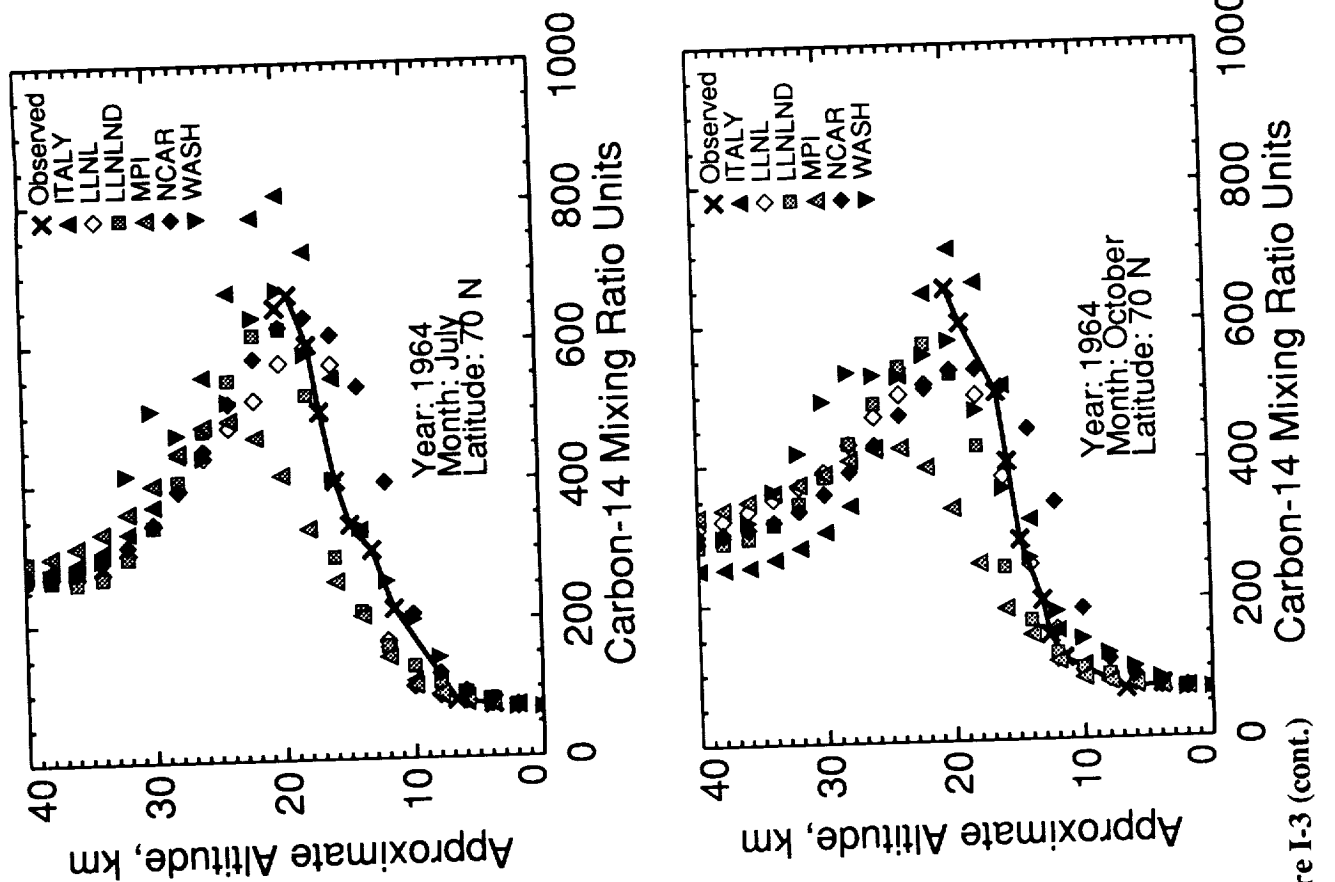 40
30
20
10
0
Approximate Altitude, km
Observed
ITALY
LLNL
LLNLND
MPI
NCAR
WASH
Year: 1964
Month: July
Latitude: 70 N
0
200
400
600
800
1000
Carbon-14 Mixing Ratio Units
40
30
20
10
0
Approximate Altitude, km
Observed
ITALY
LLNL
LLNLND
MPI
NCAR
WASH
Year: 1964
Month: October
Latitude: 70 N
0
200
400
600
800
1000
Carbon-14 Mixing Ratio Units
re I-3 (cont.)